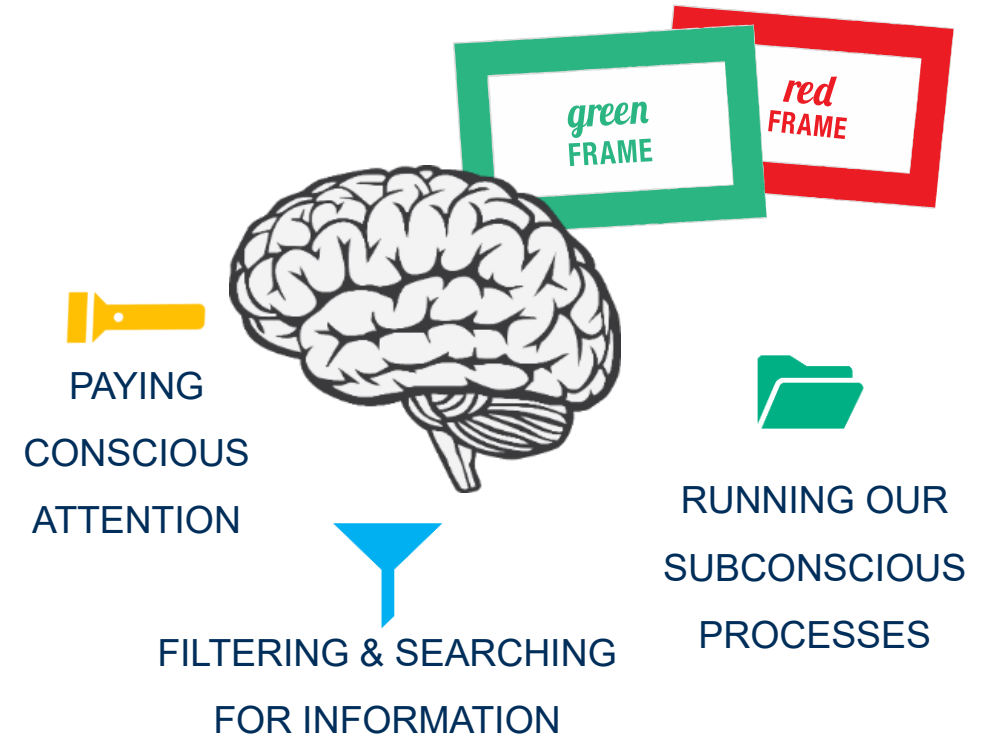 green
FRAME
red
FRAME
PAYING
CONSCIOUS
ATTENTION
RUNNING OUR
SUBCONSCIOUS
PROCESSES
FILTERING & SEARCHING
FOR INFORMATION